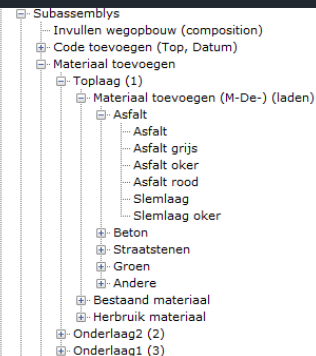 Subassemblys
Invullen wegopbouw (composition)
Code toevoegen (Top, Datum)
Materiaal toevoegen
Toplaag (1)
Materiaal toevoegen (M-De-) (laden)
Asfalt
Asfalt
Asfalt grijs
Asfalt oker
Asfalt rood
Slemlaag
Slemlaag oker
Beton
Straatstenen
Groen
Andere
Bestaand materiaal
Herbruik materiaal
Onderlaag2 (2)
Onderlaag1 (3)